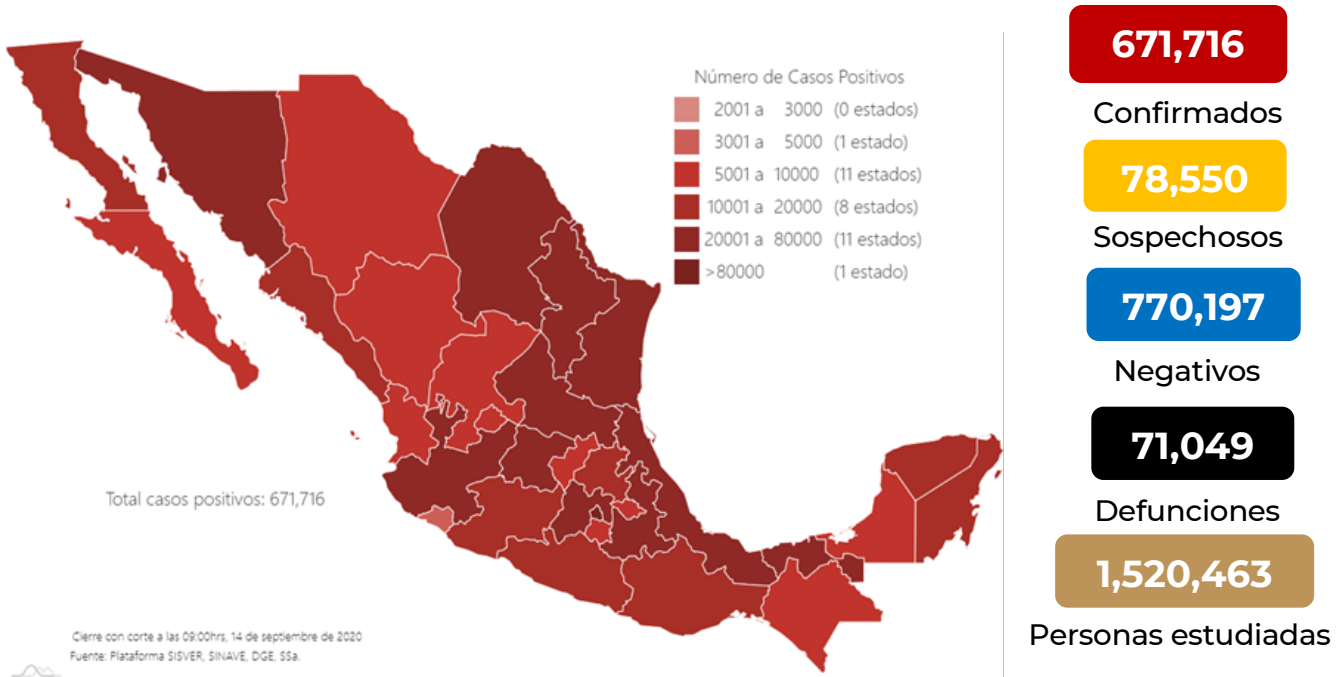 Número de Casos Positivos
2001 a 3000 (0 estados)
3001 a 5000 (1 estado)
5001 a 10000 (11 estados)
10001 a 20000 (8 estados)
20001 a 80000 (11 estados)
>80000 (1 estado)
Total casos positivos: 671,716
Cierre con corte a las 09:00hrs, 14 de septiembre de 2020
Fuente: Plataforma SISVER, SINAVE, DGE, SSa.
671,716
Confirmados
78,550
Sospechosos
770,197
Negativos
71,049
Defunciones
1,520,463
Personas estudiadas